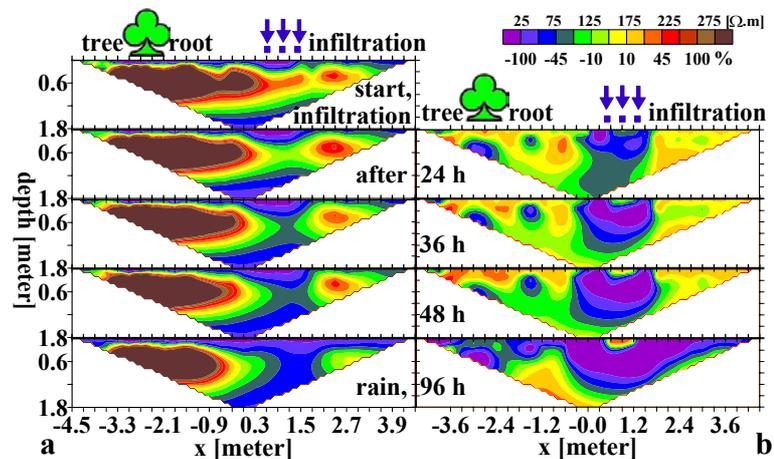 25 75 125 175 225 275 [Ω.m]
-100 -45 -10 10 45 100 %
tree root infiltration
tree root infiltration
0.6
start,
infiltration
1.8
0.6
after
24 h
1.8
0.6
36 h
1.8
0.6
48 h
1.8
0.6
rain,
96 h
1.8
depth [meter]
-4.5 -3.3 -2.1 -0.9 0.3 1.5 2.7 3.9
-3.6 -2.4 -1.2 -0.0 1.2 2.4 3.6
a
x [meter]
x [meter]
b